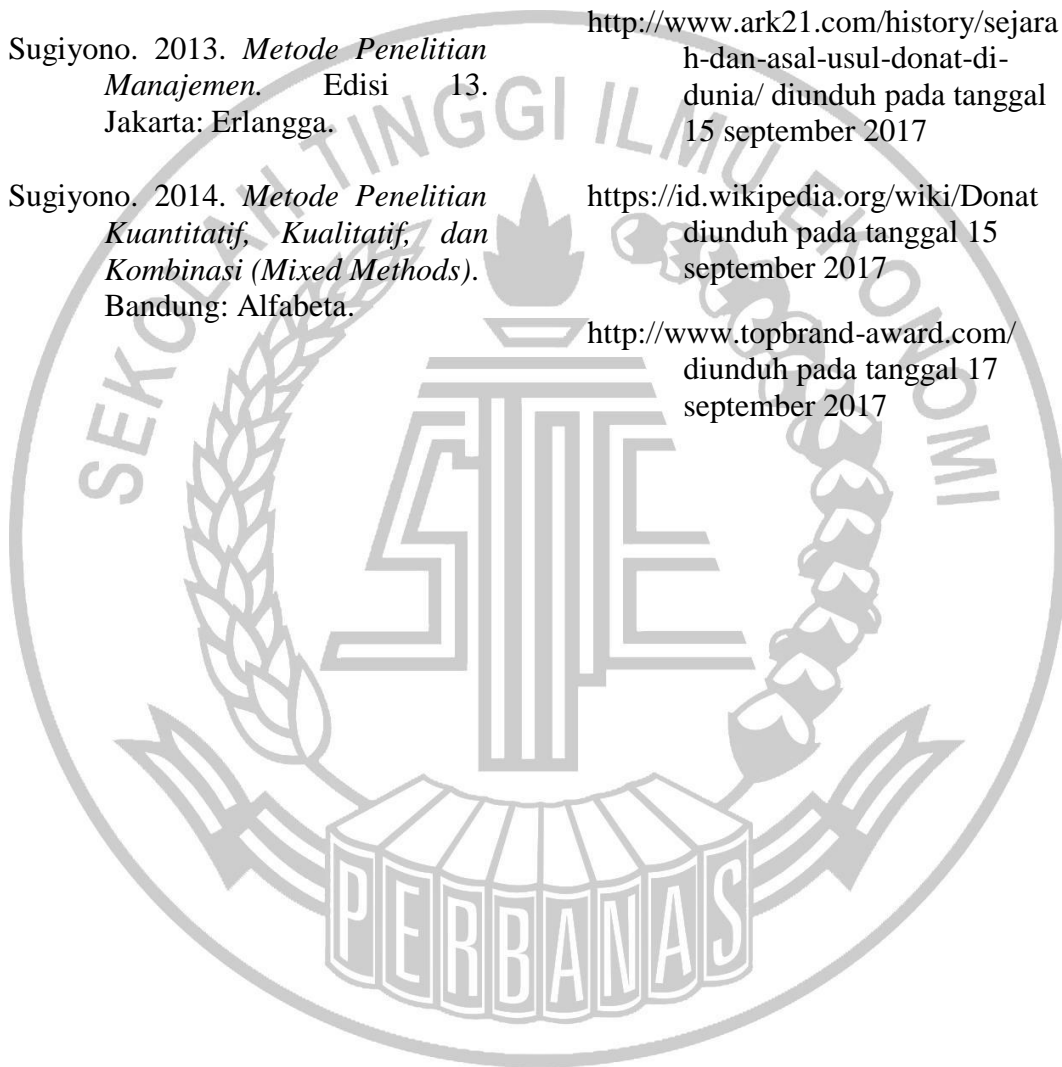 Sugiyono. 2013. Metode Penelitian
Manajemen. Edisi 13.
Jakarta: Erlangga.
Sugiyono. 2014. Metode Penelitian
Kuantitatif, Kualitatif, dan
Kombinasi (Mixed Methods).
Bandung: Alfabeta.
http://www.ark21.com/history/sejara
h-dan-asal-usul-donat-di-
dunia/ diunduh pada tanggal
15 september 2017
https://id.wikipedia.org/wiki/Donat
diunduh pada tanggal 15
september 2017
http://www.topbrand-award.com/
diunduh pada tanggal 17
september 2017
SEKOLAH TINGGI ILMU EKONOMI
STIE
PERBANAS